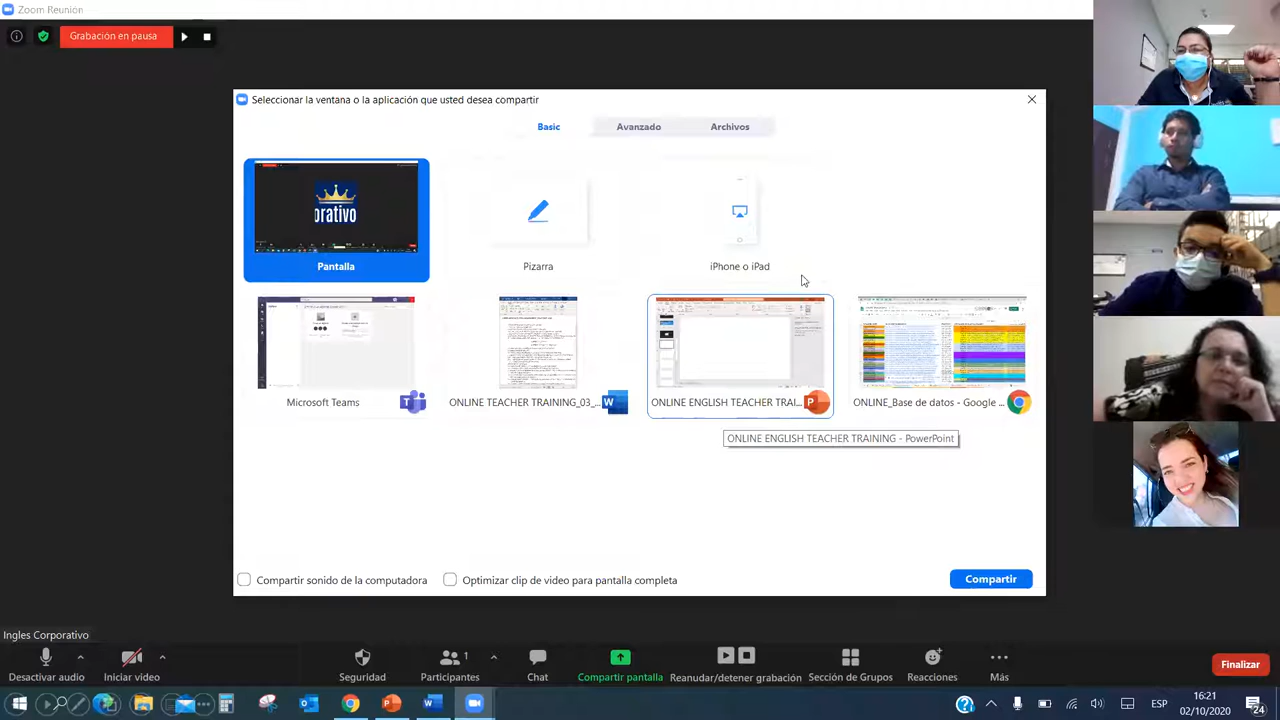 Zoom Reunión
Grabación en pausa
Seleccionar la ventana o la aplicación que usted desea compartir
Basic
Avanzado
Archivos
orativo
Pantalla
Pizarra
iPhone o iPad
Microsoft Teams
ONLINE TEACHER TRAINING_03_...
ONLINE ENGLISH TEACHER TRAI...
ONLINE_Base de datos - Google ...
ONLINE ENGLISH TEACHER TRAINING - PowerPoint
Compartir sonido de la computadora
Optimizar clip de video para pantalla completa
Compartir
Ingles Corporativo
1
Desactivar audio
Iniciar video
Seguridad
Participantes
Chat
Compartir pantalla
Reanudar/detener grabación
Sección de Grupos
Reacciones
Más
Finalizar
ESP
16:21
02/10/2020
24